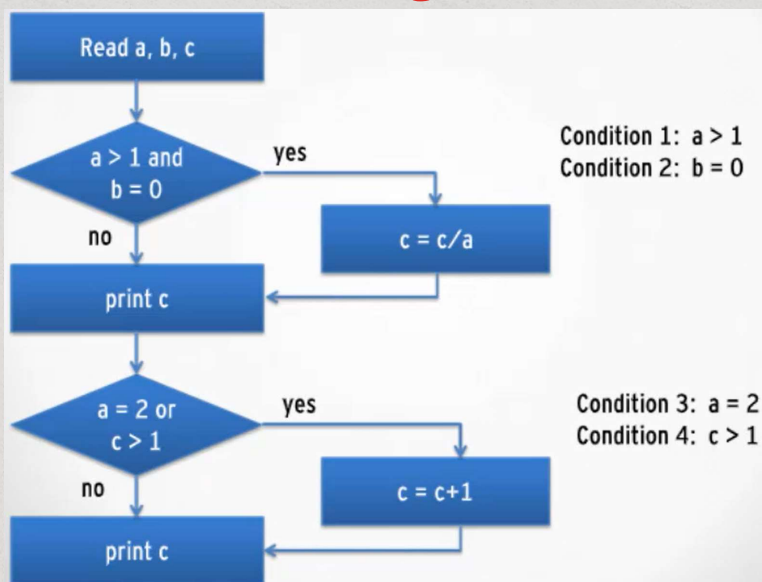 Read a, b, c
a > 1 and
b = 0
yes
Condition 1: a > 1
Condition 2: b = 0
no
c = c/a
print c
a = 2 or
c > 1
yes
Condition 3: a = 2
Condition 4: c > 1
no
c = c+1
print c